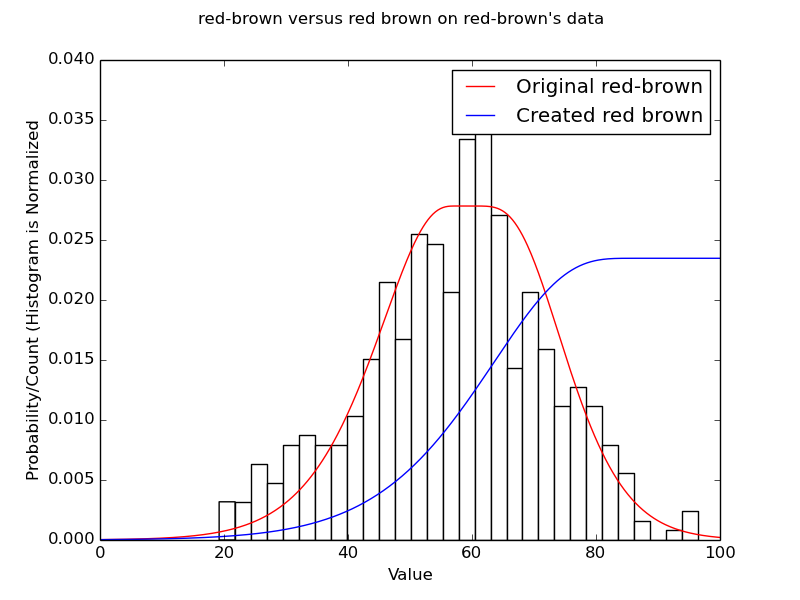 red-brown versus red brown on red-brown's data
Original red-brown
Created red brown
0.040
0.035
0.030
0.025
0.020
0.015
0.010
0.005
0.000
Probability/Count (Histogram is Normalized
0 20 40 60 80 100
Value